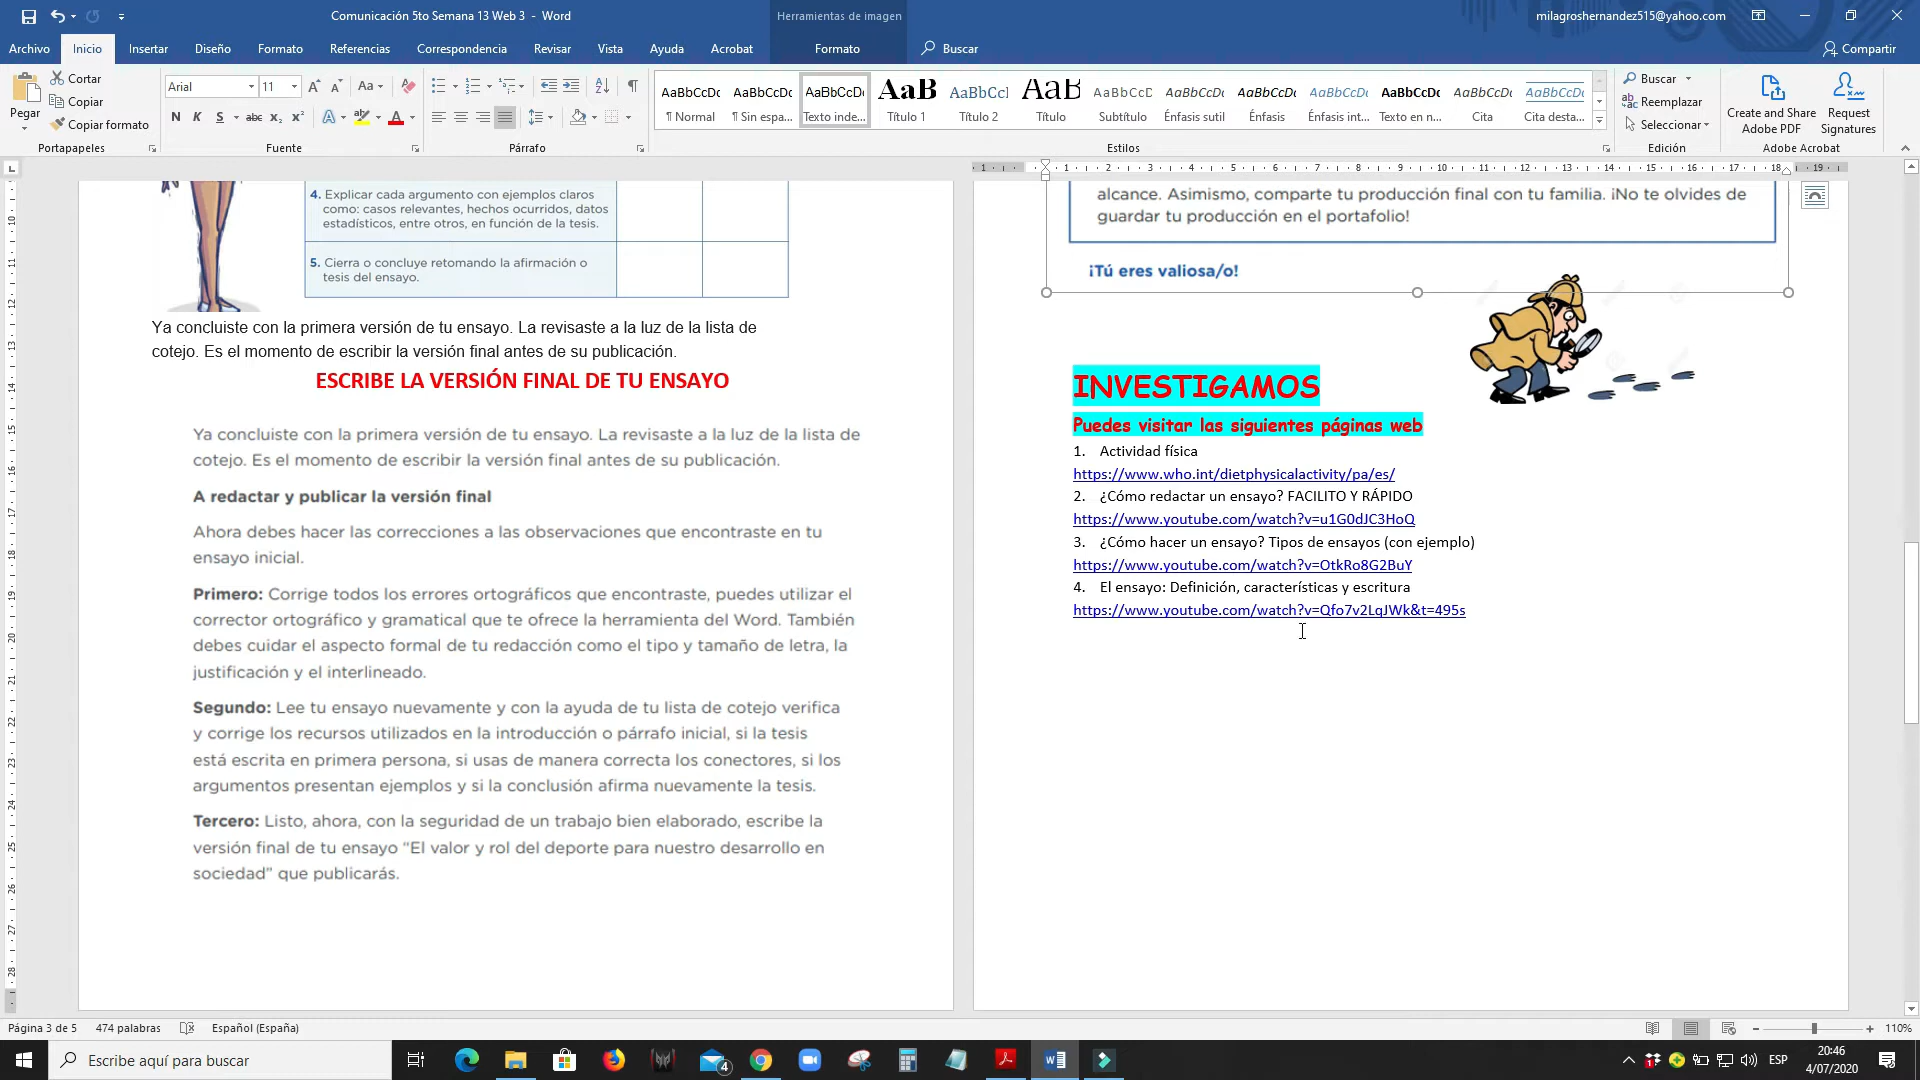 Comunicación 5to Semana 13 Web 3 - Word
Herramientas de imagen
milagroshernandez515@yahoo.com
Archivo
Inicio
Insertar
Diseño
Formato
Referencias
Correspondencia
Revisar
Vista
Ayuda
Acrobat
Formato
Buscar
Compartir
Pegar
Cortar
Copiar
Copiar formato
Portapapeles
Arial
11
Aa
N K S abc x₂ x²
Fuente
Párrafo
AaBbCcDc
¶ Normal
AaBbCcDc
¶ Sin espa...
AaBbCcDc
Texto inde...
AaB
Título 1
AaBbCcI
Título 2
AaB
Título
AaBbCcD
Subtítulo
AaBbCcDc
Énfasis sutil
AaBbCcDc
Énfasis
AaBbCcDc
Énfasis int...
AaBbCcDc
Texto en n...
AaBbCcDc
Cita
AaBbCcDc
Cita desta...
Estilos
Buscar
Reemplazar
Seleccionar
Edición
Create and Share
Adobe PDF
Request
Signatures
Adobe Acrobat
4. Explicar cada argumento con ejemplos claros
como: casos relevantes, hechos ocurridos, datos
estadísticos, entre otros, en función de la tesis.
5. Cierra o concluye retomando la afirmación o
tesis del ensayo.
Ya concluiste con la primera versión de tu ensayo. La revisaste a la luz de la lista de
cotejo. Es el momento de escribir la versión final antes de su publicación.
ESCRIBE LA VERSIÓN FINAL DE TU ENSAYO
Ya concluiste con la primera versión de tu ensayo. La revisaste a la luz de la lista de
cotejo. Es el momento de escribir la versión final antes de su publicación.
A redactar y publicar la versión final
Ahora debes hacer las correcciones a las observaciones que encontraste en tu
ensayo inicial.
Primero: Corrige todos los errores ortográficos que encontraste, puedes utilizar el
corrector ortográfico y gramatical que te ofrece la herramienta del Word. También
debes cuidar el aspecto formal de tu redacción como el tipo y tamaño de letra, la
justificación y el interlineado.
Segundo: Lee tu ensayo nuevamente y con la ayuda de tu lista de cotejo verifica
y corrige los recursos utilizados en la introducción o párrafo inicial, si la tesis
está escrita en primera persona, si usas de manera correcta los conectores, si los
argumentos presentan ejemplos y si la conclusión afirma nuevamente la tesis.
Tercero: Listo, ahora, con la seguridad de un trabajo bien elaborado, escribe la
versión final de tu ensayo “El valor y rol del deporte para nuestro desarrollo en
sociedad” que publicarás.
alcance. Asimismo, comparte tu producción final con tu familia. ¡No te olvides de
guardar tu producción en el portafolio!
¡Tú eres valiosa/o!
INVESTIGAMOS
Puedes visitar las siguientes páginas web
1. Actividad física
https://www.who.int/dietphysicalactivity/pa/es/
2. ¿Cómo redactar un ensayo? FACILITO Y RÁPIDO
https://www.youtube.com/watch?v=u1G0dJC3HoQ
3. ¿Cómo hacer un ensayo? Tipos de ensayos (con ejemplo)
https://www.youtube.com/watch?v=OtkRo8G2BuY
4. El ensayo: Definición, características y escritura
https://www.youtube.com/watch?v=Qfo7v2LqJWk&t=495s
Página 3 de 5
474 palabras
Español (España)
110%
Escribe aquí para buscar
4
ESP
20:46
4/07/2020